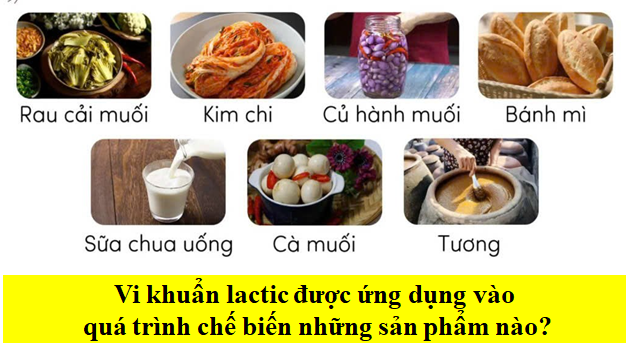 Rau cải muối
Kim chi
Củ hành muối
Bánh mì
Sữa chua uống
Cà muối
Tương
Vi khuẩn lactic được ứng dụng vào
quá trình chế biến những sản phẩm nào?